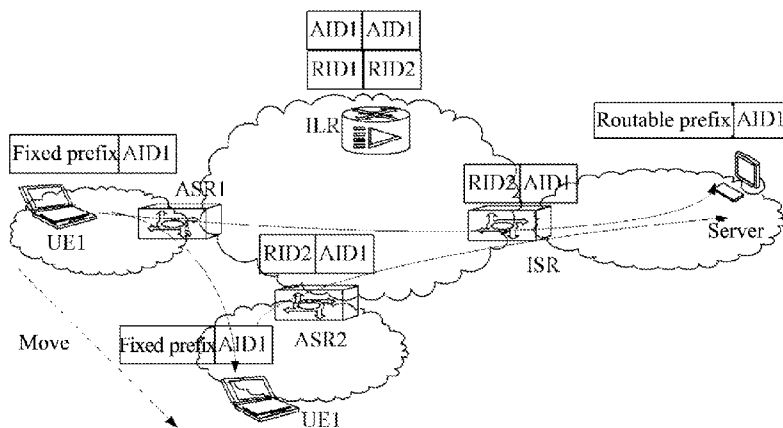 AID1 AID1
RID1 RID2
ILR
Routable prefix AID1
Fixed prefix AID1
ASR1
RID2 AID1
UE1
Server
ISR
RID2 AID1
ASR2
Move
Fixed prefix AID1
UE1